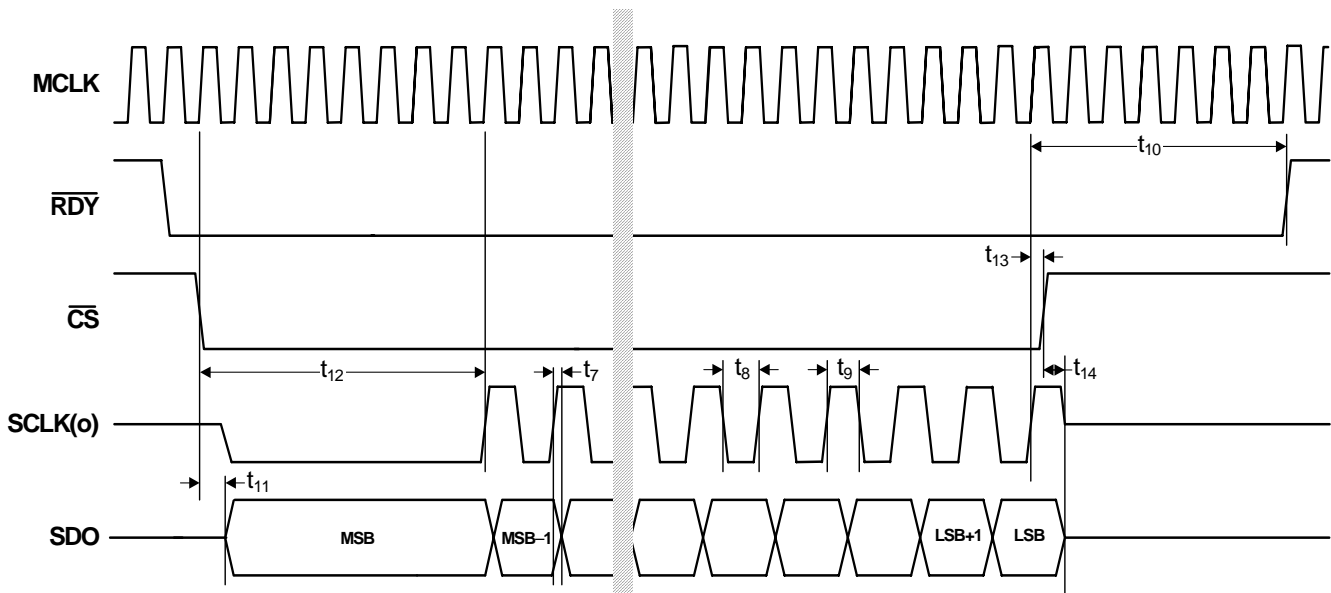 MCLK
t10
RDY
t13
CS
t12
t7
t8
t9
t14
SCLK(o)
t11
SDO
MSB
MSB–1
LSB+1
LSB